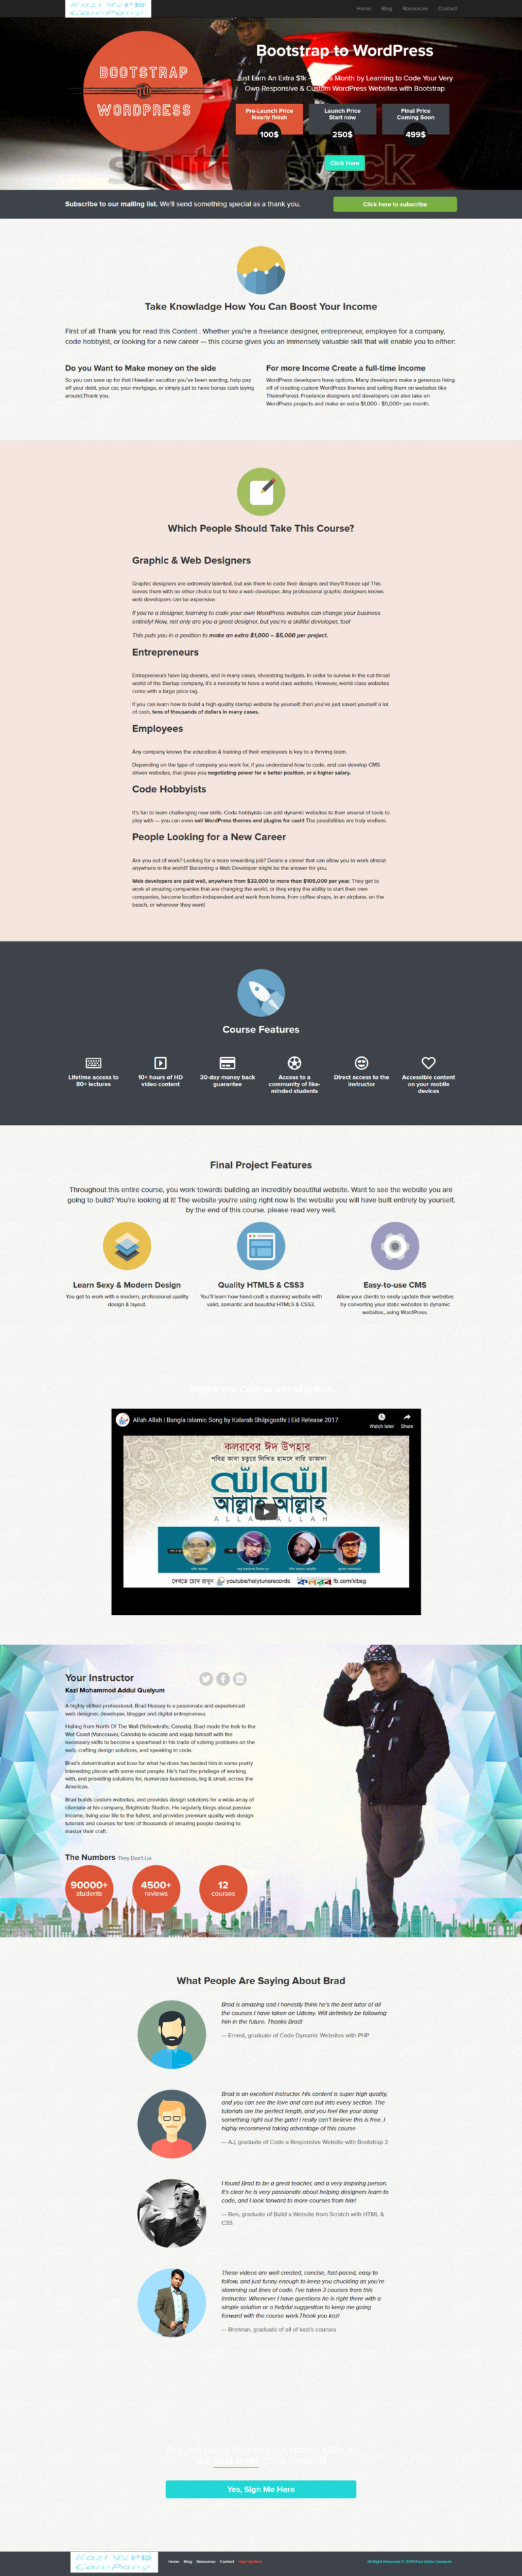 Kazi WEB
ComPany
Home Blog Resources Contact
BOOTSTRAP
TO
WORDPRESS
Bootstrap to WordPress
Just Earn An Extra $1k Month by Learning to Code Your Very
Own Responsive & Custom WordPress Websites with Bootstrap
Pre-Launch Price
Nearly finish
100$
Launch Price
Start now
250$
Final Price
Coming Soon
499$
Click Here
Subscribe to our mailing list. We'll send something special as a thank you.
Click here to subscribe
Take Knowladge How You Can Boost Your Income
First of all Thank you for read this Content . Whether you're a freelance designer, entrepreneur, employee for a company,
code hobbyist, or looking for a new career — this course gives you an immensely valuable skill that will enable you to either:
Do you Want to Make money on the side
So you can save up for that Hawaiian vacation you've been wanting, help pay
off your debt, your car, your mortgage, or simply just to have bonus cash laying
around.Thank you.
For more Income Create a full-time income
WordPress developers have options. Many developers make a generous living
off of creating custom WordPress themes and selling them on websites like
ThemeForest. Freelance designers and developers can also take on
WordPress projects and make an extra $1,000 - $5,000+ per month.
Which People Should Take This Course?
Graphic & Web Designers
Graphic designers are extremely talented, but ask them to code their designs and they'll freeze up! This
leaves them with no other choice but to hire a web developer. Any professional graphic designers knows
web developers can be expensive.
If you're a designer, learning to code your own WordPress websites can change your business
entirely! Now, not only are you a great designer, but you're a skillful developer, too!
This puts you in a position to make an extra $1,000 – $5,000 per project.
Entrepreneurs
Entrepreneurs have big dreams, and in many cases, shoestring budgets. In order to survive in the cut-throat
world of the Startup company, it's a necessity to have a world-class website. However, world-class websites
come with a large price tag.
If you can learn how to build a high-quality startup website by yourself, then you've just saved yourself a lot
of cash, tens of thousands of dollars in many cases.
Employees
Any company knows the education & training of their employees is key to a thriving team.
Depending on the type of company you work for, if you understand how to code, and can develop CMS
driven websites, that gives you negotiating power for a better position, or a higher salary.
Code Hobbyists
It's fun to learn challenging new skills. Code hobbyists can add dynamic websites to their arsenal of tools to
play with — you can even sell WordPress themes and plugins for cash! The possibilities are truly endless.
People Looking for a New Career
Are you out of work? Looking for a more rewarding job? Desire a career that can allow you to work almost
anywhere in the world? Becoming a Web Developer might be the answer for you.
Web developers are paid well, anywhere from $33,000 to more than $105,000 per year. They get to
work at amazing companies that are changing the world, or they enjoy the ability to start their own
companies, become location-independent and work from home, from coffee shops, in an airplane, on the
beach, or wherever they want!
Course Features
Lifetime access to
80+ lectures
10+ hours of HD
video content
30-day money back
guarantee
Access to a
community of like-
minded students
Direct access to the
instructor
Accessible content
on your mobile
devices
Final Project Features
Throughout this entire course, you work towards building an incredibly beautiful website. Want to see the website you are
going to build? You're looking at it! The website you're using right now is the website you will have built entirely by yourself,
by the end of this course. please read very well.
Learn Sexy & Modern Design
You get to work with a modern, professional quality
design & layout.
Quality HTML5 & CSS3
You'll learn how hand-craft a stunning website with
valid, semantic and beautiful HTML5 & CSS3.
Easy-to-use CMS
Allow your clients to easily update their websites
by converting your static websites to dynamic
websites, using WordPress.
Watch the Course Introduction
Allah Allah | Bangla Islamic Song by Kalarab Shilpigosthi | Eid Release 2017
Watch later Share
কলরবের ঈদ উপহার
আল্লাহ আল্লাহ
ALLAH ALLAH
দেখতে চোখ রাখুন youtube/holytunerecords fb.com/klbsg
Your Instructor
Kazi Mohammod Addul Quaiyum
A highly skilled professional, Brad Hussey is a passionate and experienced
web designer, developer, blogger and digital entrepreneur.
Hailing from North Of The Wall (Yellowknife, Canada), Brad made the trek to the
Wet Coast (Vancouver, Canada) to educate and equip himself with the
necessary skills to become a spearhead in his trade of solving problems on the
web, crafting design solutions, and speaking in code.
Brad's determination and love for what he does has landed him in some pretty
interesting places with some neat people. He's had the privilege of working
with, and providing solutions for, numerous businesses, big & small, across the
Americas.
Brad builds custom websites, and provides design solutions for a wide-array of
clientele at his company, Brightside Studios. He regularly blogs about passive
income, living your life to the fullest, and provides premium quality web design
tutorials and courses for tens of thousands of amazing people desiring to
master their craft.
The Numbers They Don't Lie
90000+
students
4500+
reviews
12
courses
What People Are Saying About Brad
Brad is amazing and I honestly think he's the best tutor of all
the courses I have taken on Udemy. Will definitely be following
him in the future. Thanks Brad!
— Ernest, graduate of Code Dynamic Websites with PHP
Brad is an excellent instructor. His content is super high quality,
and you can see the love and care put into every section. The
tutorials are the perfect length, and you feel like your doing
something right out the gate! I really can't believe this is free. I
highly recommend taking advantage of this course
— AJ, graduate of Code a Responsive Website with Bootstrap 3
I found Brad to be a great teacher, and a very inspiring person.
It's clear he is very passionate about helping designers learn to
code, and I look forward to more courses from him!
— Ben, graduate of Build a Website from Scratch with HTML &
CSS
These videos are well created, concise, fast-paced, easy to
follow, and just funny enough to keep you chuckling as you're
slamming out lines of code. I've taken 3 courses from this
instructor. Whenever I have questions he is right there with a
simple solution or a helpful suggestion to keep me going
forward with the course work.Thank you kazi
— Brennan, graduate of all of kazi's courses
Yes, Sign Me Here
Kazi WEB
ComPany
Home Blog Resources Contact Sign Up Now